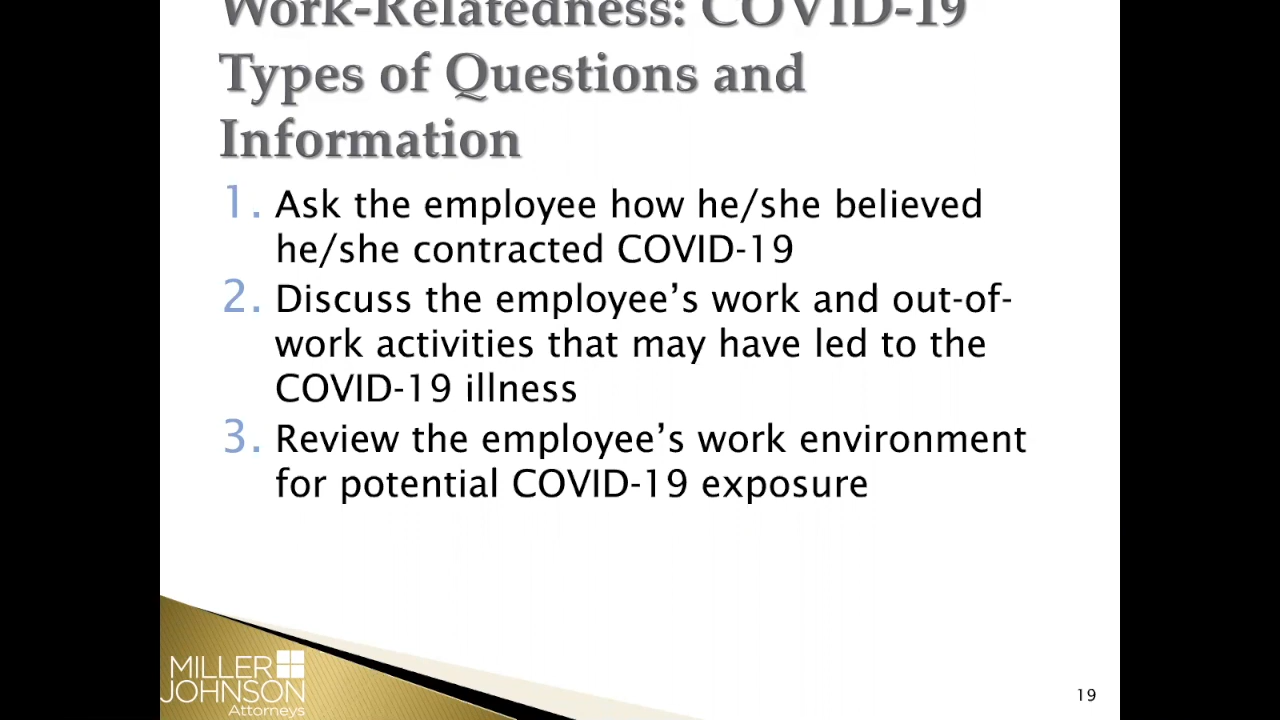 Work-Relatedness: COVID-19
Types of Questions and
Information
1. Ask the employee how he/she believed
he/she contracted COVID-19
2. Discuss the employee’s work and out-of-
work activities that may have led to the
COVID-19 illness
3. Review the employee’s work environment
for potential COVID-19 exposure
MILLER
JOHNSON
Attorneys
19